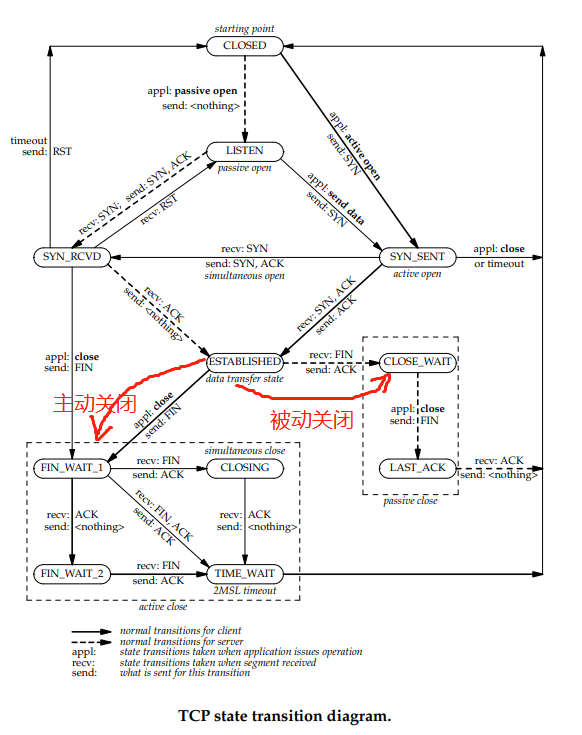 starting point
CLOSED
appl: passive open
send: <nothing>
appl: active open
send: SYN
timeout
send: RST
LISTEN
passive open
recv: SYN; send: SYN, ACK
recv: RST
appl: send data
send: SYN
SYN_RCVD
recv: SYN
send: SYN, ACK
simultaneous open
SYN_SENT
active open
appl: close
or timeout
recv: ACK
send: <nothing>
recv: SYN, ACK
send: ACK
appl: close
send: FIN
ESTABLISHED
data transfer state
recv: FIN
send: ACK
CLOSE_WAIT
主动关闭
appl: close
send: FIN
被动关闭
appl: close
send: FIN
simultaneous close
FIN_WAIT_1
recv: FIN
send: ACK
CLOSING
LAST_ACK
recv: ACK
send: <nothing>
passive close
recv: ACK
send: <nothing>
recv: FIN, ACK
send: ACK
recv: ACK
send: <nothing>
FIN_WAIT_2
recv: FIN
send: ACK
TIME_WAIT
2MSL timeout
active close
normal transitions for client
normal transitions for server
appl: state transitions taken when application issues operation
recv: state transitions taken when segment received
send: what is sent for this transition
TCP state transition diagram.